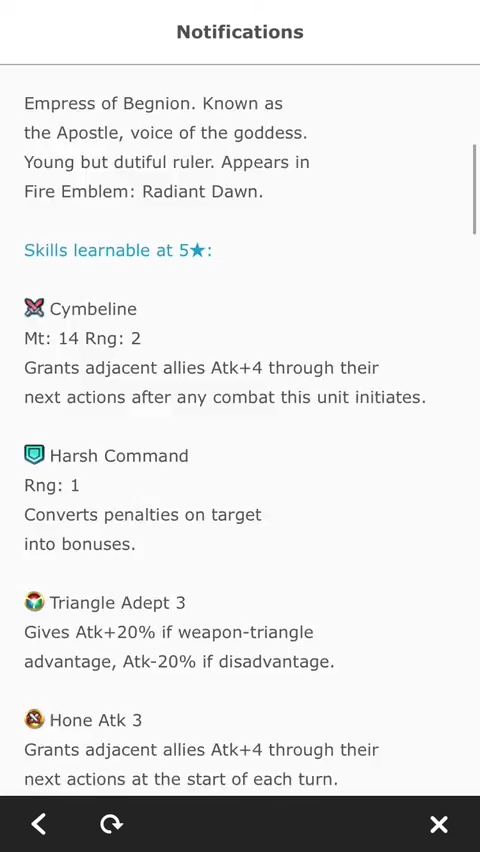 Notifications
Empress of Begnion. Known as
the Apostle, voice of the goddess.
Young but dutiful ruler. Appears in
Fire Emblem: Radiant Dawn.
Skills learnable at 5★:
Cymbeline
Mt: 14 Rng: 2
Grants adjacent allies Atk+4 through their
next actions after any combat this unit initiates.
Harsh Command
Rng: 1
Converts penalties on target
into bonuses.
Triangle Adept 3
Gives Atk+20% if weapon-triangle
advantage, Atk-20% if disadvantage.
Hone Atk 3
Grants adjacent allies Atk+4 through their
next actions at the start of each turn.